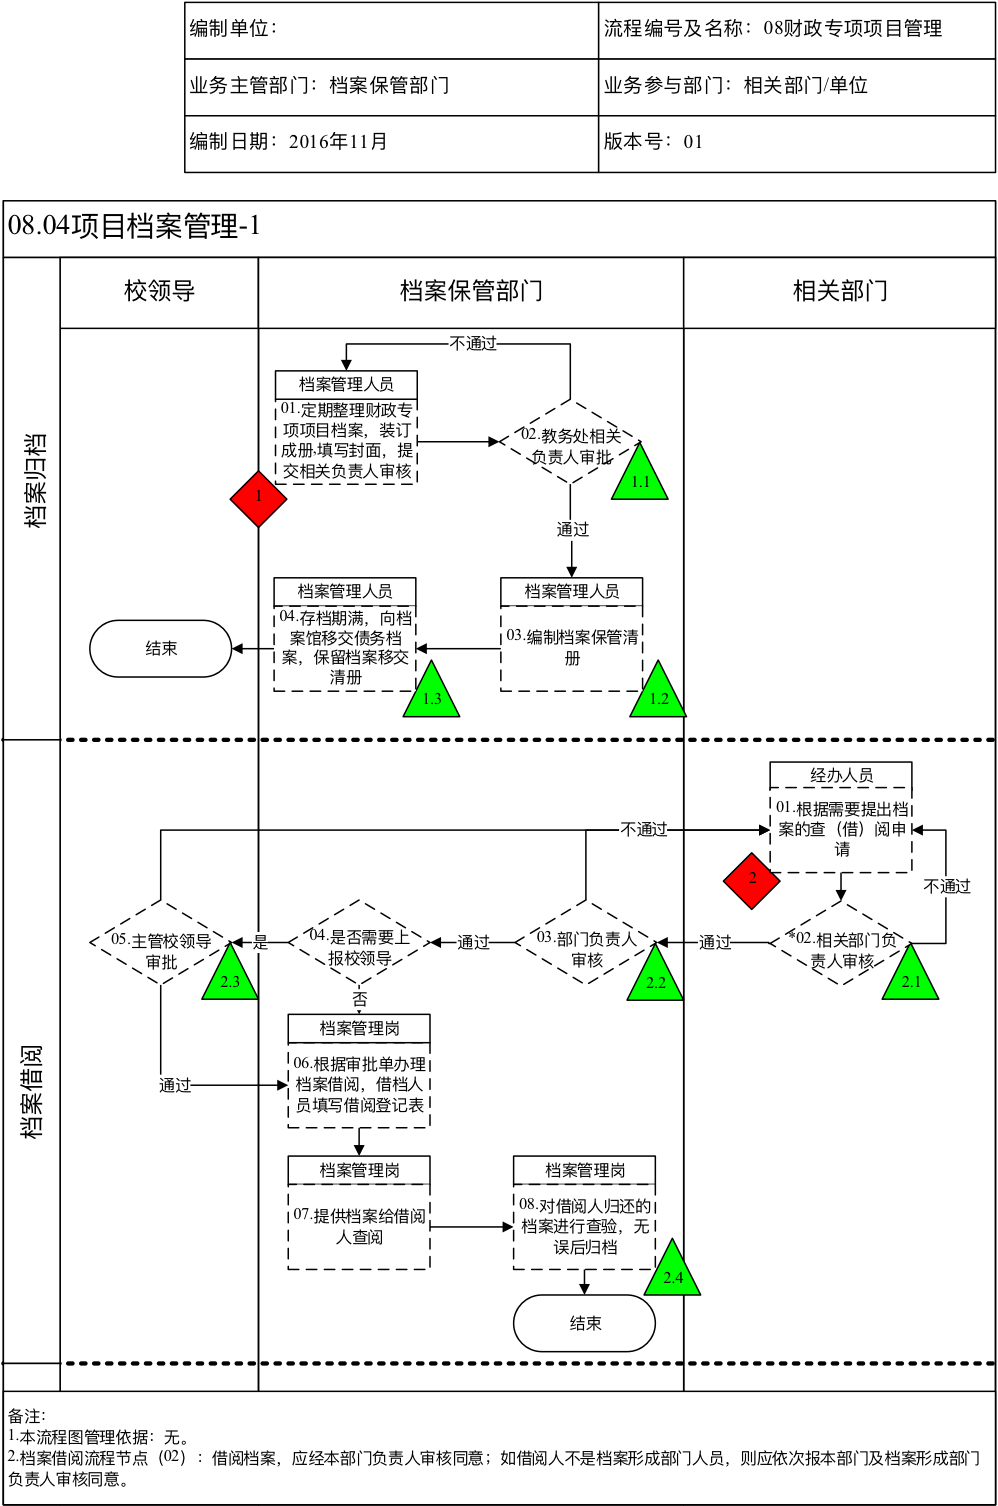 编制单位：
流程编号及名称：08财政专项项目管理
业务主管部门：档案保管部门
业务参与部门：相关部门/单位
编制日期：2016年11月
版本号：01
08.04项目档案管理-1
校领导
档案保管部门
相关部门
档案归档
不通过
档案管理人员
01.定期整理财政专
项项目档案，装订
成册.填写封面，提
交相关负责人审核
02.教务处相关
负责人审批
1
1.1
通过
档案管理人员
03.编制档案保管清
册
1.2
档案管理人员
04.存档期满，向档
案馆移交债务档
案，保留档案移交
清册
1.3
结束
档案借阅
经办人员
01.根据需要提出档
案的查（借）阅申
请
2
不通过
不通过
*02.相关部门负
责人审核
2.1
通过
03.部门负责人
审核
2.2
通过
04.是否需要上
报校领导
是
05.主管校领导
审批
2.3
否
档案管理岗
06.根据审批单办理
档案借阅，借档人
员填写借阅登记表
通过
档案管理岗
07.提供档案给借阅
人查阅
档案管理岗
08.对借阅人归还的
档案进行查验，无
误后归档
2.4
结束
备注：
1.本流程图管理依据：无。
2.档案借阅流程节点（02）：借阅档案，应经本部门负责人审核同意；如借阅人不是档案形成部门人员，则应依次报本部门及档案形成部门
负责人审核同意。